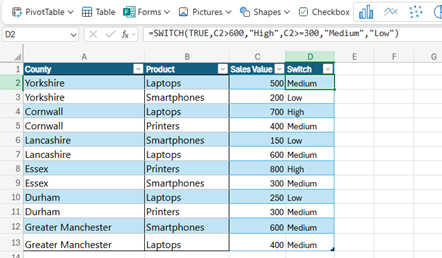 PivotTable Table Forms Pictures Shapes Checkbox
D2 fx =SWITCH(TRUE,C2>600,"High",C2>=300,"Medium","Low")
A B C D E F G
1 County Product Sales Value Switch
2 Yorkshire Laptops 500 Medium
3 Yorkshire Smartphones 200 Low
4 Cornwall Laptops 700 High
5 Cornwall Printers 400 Medium
6 Lancashire Smartphones 150 Low
7 Lancashire Laptops 600 Medium
8 Essex Printers 800 High
9 Essex Smartphones 300 Medium
10 Durham Laptops 250 Low
11 Durham Printers 300 Medium
12 Greater Manchester Smartphones 600 Medium
13 Greater Manchester Laptops 400 Medium
14